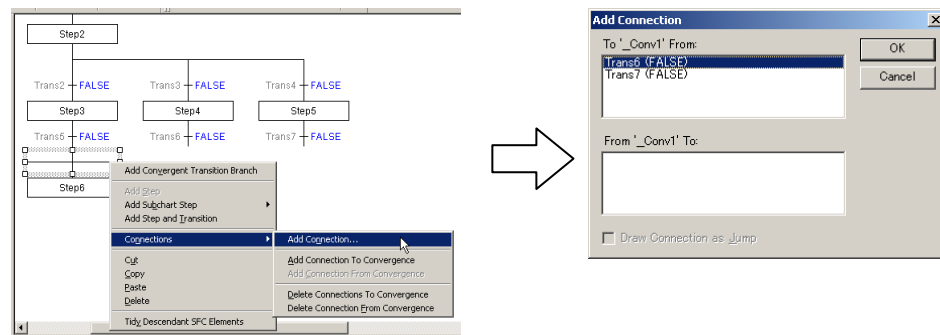 Step2
Trans2 FALSE
Trans3 FALSE
Trans4 FALSE
Step3
Step4
Step5
Trans5 FALSE
Trans6 FALSE
Trans7 FALSE
Step6
Add Convergent Transition Branch
Add Step
Add Subchart Step
Add Step and Transition
Connections
Cut
Copy
Paste
Delete
Tidy Descendant SFC Elements
Add Connection...
Add Connection To Convergence
Add Connection From Convergence
Delete Connections To Convergence
Delete Connection From Convergence
Add Connection
To '_Conv1' From:
Trans6 (FALSE)
Trans7 (FALSE)
OK
Cancel
From '_Conv1' To:
Draw Connection as Jump